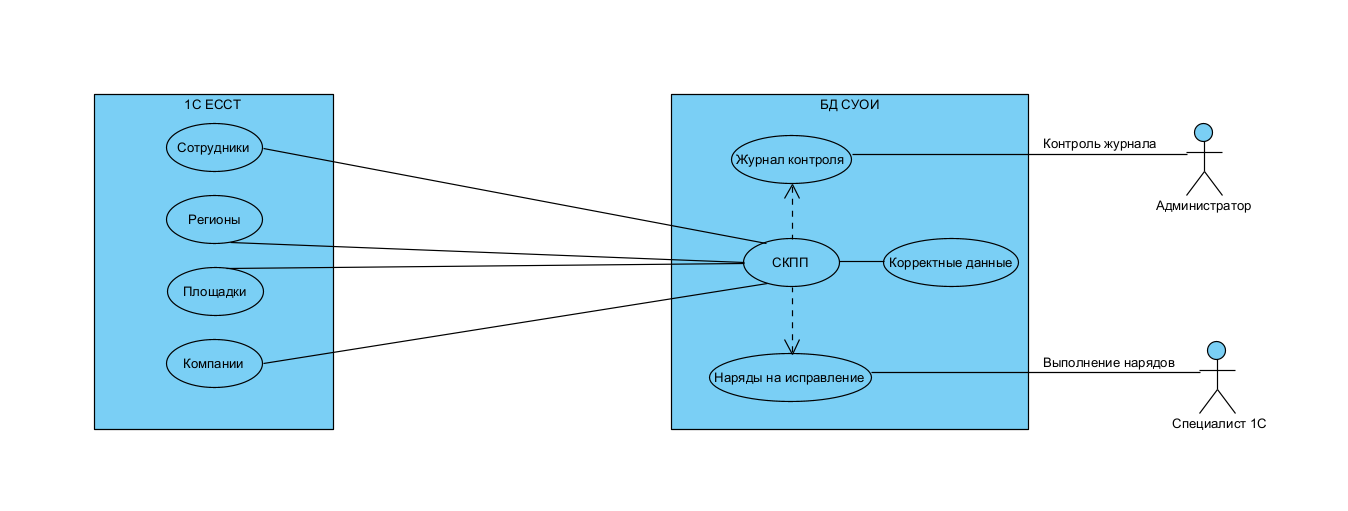 1С ЕССТ
Сотрудники
Регионы
Площадки
Компании
БД СУОИ
Журнал контроля
СКПП
Корректные данные
Наряды на исправление
Контроль журнала
Администратор
Выполнение нарядов
Специалист 1С